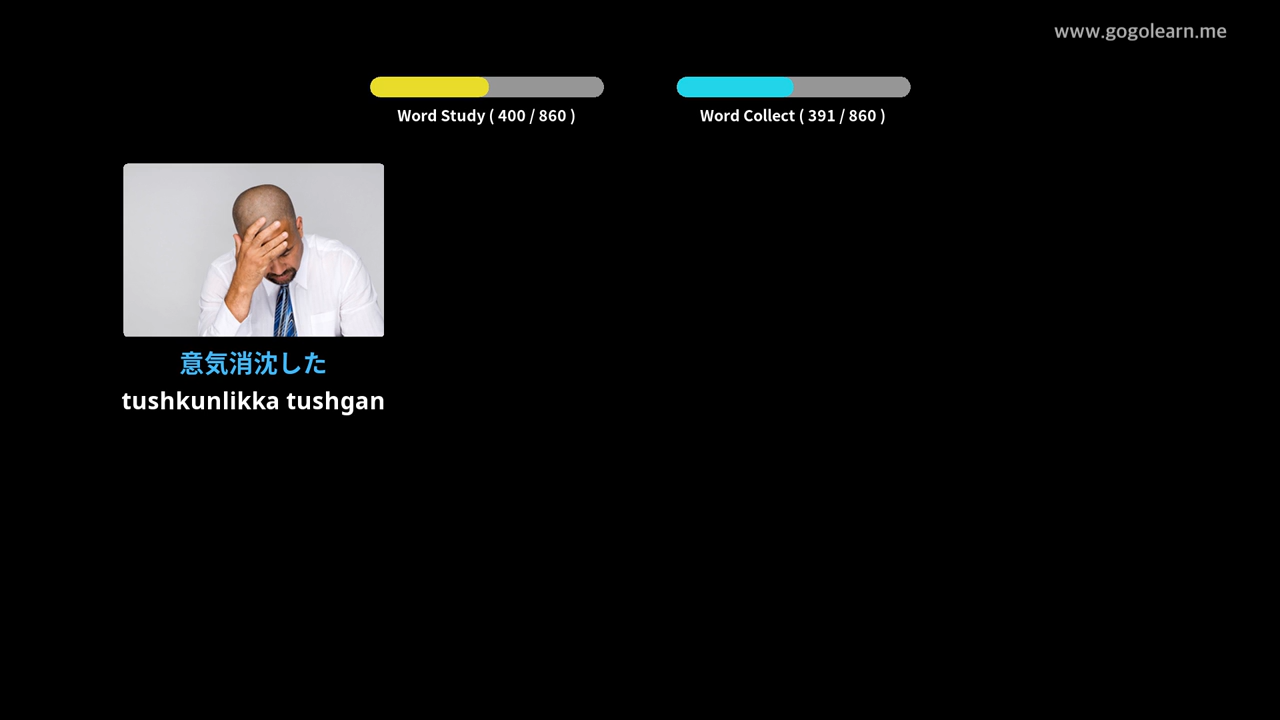 www.gogolearn.me
Word Study ( 400 / 860 )
Word Collect ( 391 / 860 )
意気消沈した
tushkunlikka tushgan